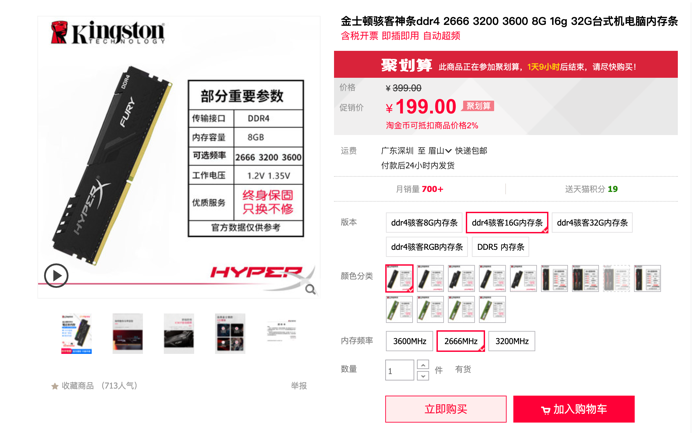 Kingston
TECHNOLOGY
DDR4
FURY
HYPERX
部分重要参数
传输接口 DDR4
内存容量 8GB
可选频率 2666 3200 3600
工作电压 1.2V 1.35V
优质服务 终身保固
只换不修
官方数据仅供参考
HYPERX
收藏商品 （713人气）
举报
金士顿骇客神条ddr4 2666 3200 3600 8G 16g 32G台式机电脑内存条
含税开票 即插即用 自动超频
聚划算 此商品正在参加聚划算，1天9小时后结束，请尽快购买！
价格 ¥399.00
促销价 ¥199.00 聚划算
淘金币可抵扣商品价格2%
运费 广东深圳 至 眉山 快递包邮
付款后24小时内发货
月销量 700+ 送天猫积分 19
版本 ddr4骇客8G内存条 ddr4骇客16G内存条 ddr4骇客32G内存条
ddr4骇客RGB内存条 DDR5 内存条
颜色分类
内存频率 3600MHz 2666MHz 3200MHz
数量 1 件 有货
立即购买 加入购物车